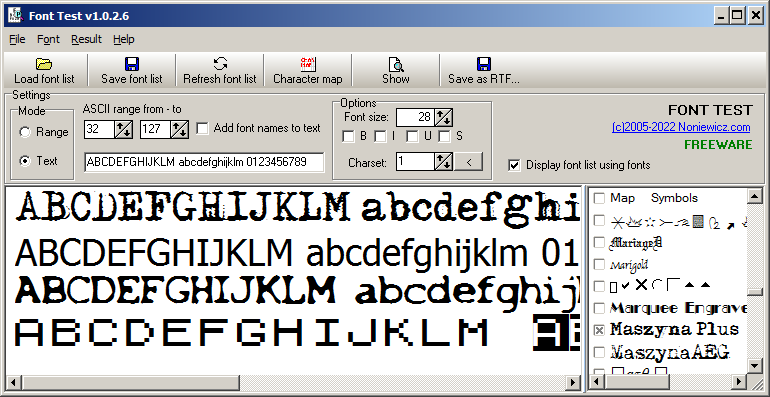 Font Test v1.0.2.6
File Font Result Help
Load font list Save font list Refresh font list Character map Show Save as RTF...
Settings
Mode
Range
Text
ASCII range from - to
32 127 Add font names to text
ABCDEFGHIJKLM abcdefghijklm 0123456789
Options
Font size: 28
B I U S
Charset: 1 <
FONT TEST
(c)2005-2022 Noniewicz.com
FREEWARE
Display font list using fonts
ABCDEFGHIJKLM abcdefghi
ABCDEFGHIJKLM abcdefghijklm 01
ABCDEFGHIJKLM abcdefghij
ABCDEFGHIJKLM A
Map Symbols
MariageD
Marigold
Marquee Engrave
Maszyna Plus
MaszynaAEG